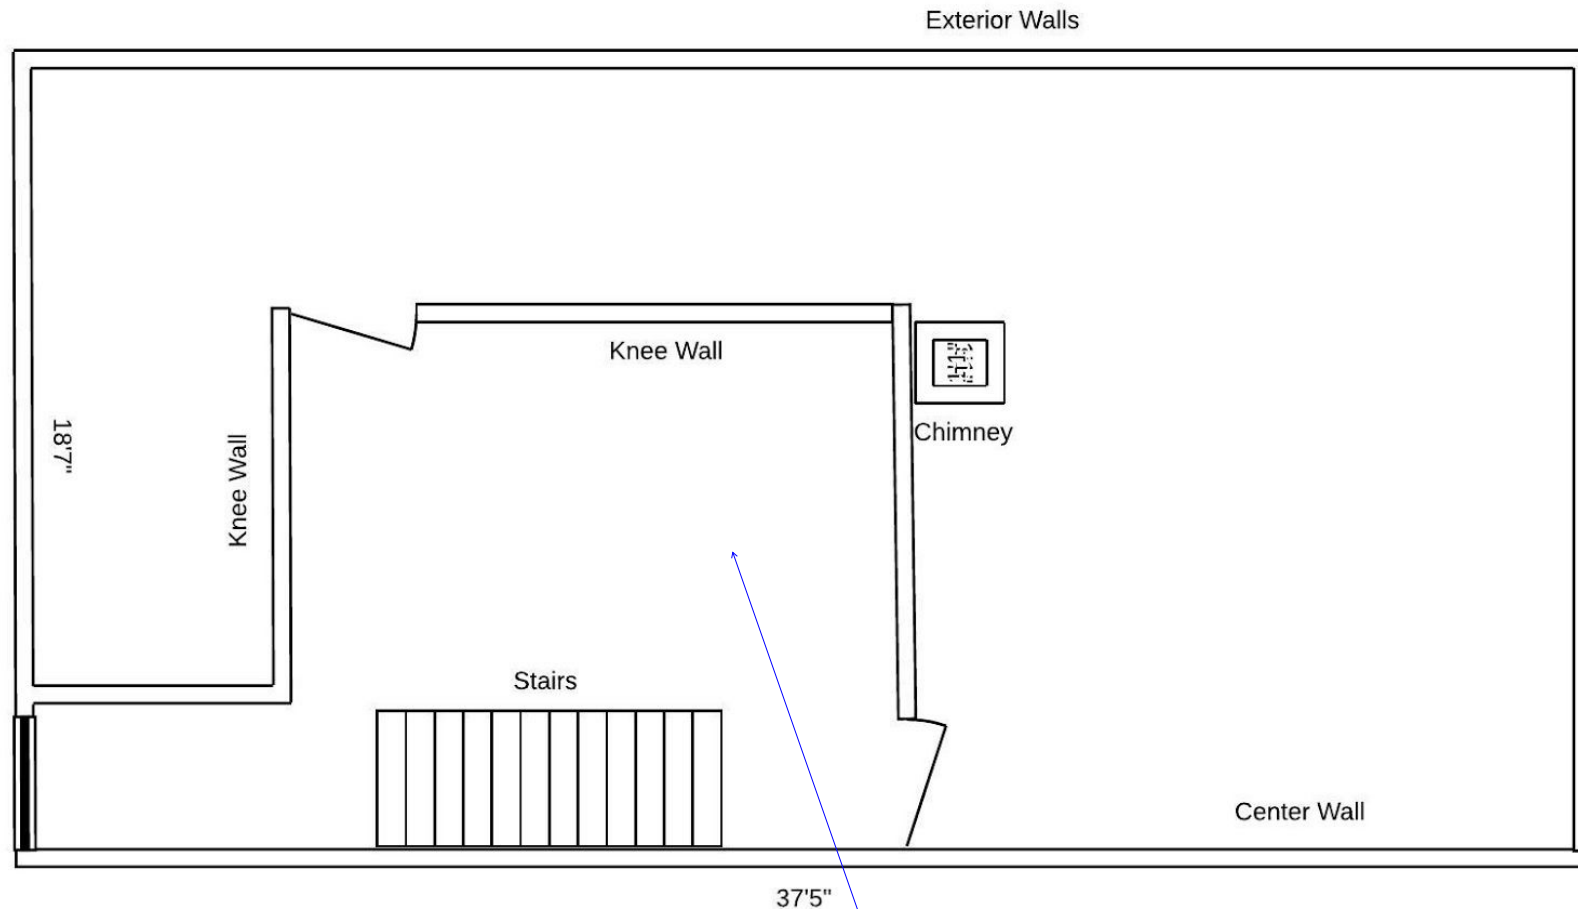 Exterior Walls
Knee Wall
Chimney
18'7"
Knee Wall
Stairs
Center Wall
37'5"